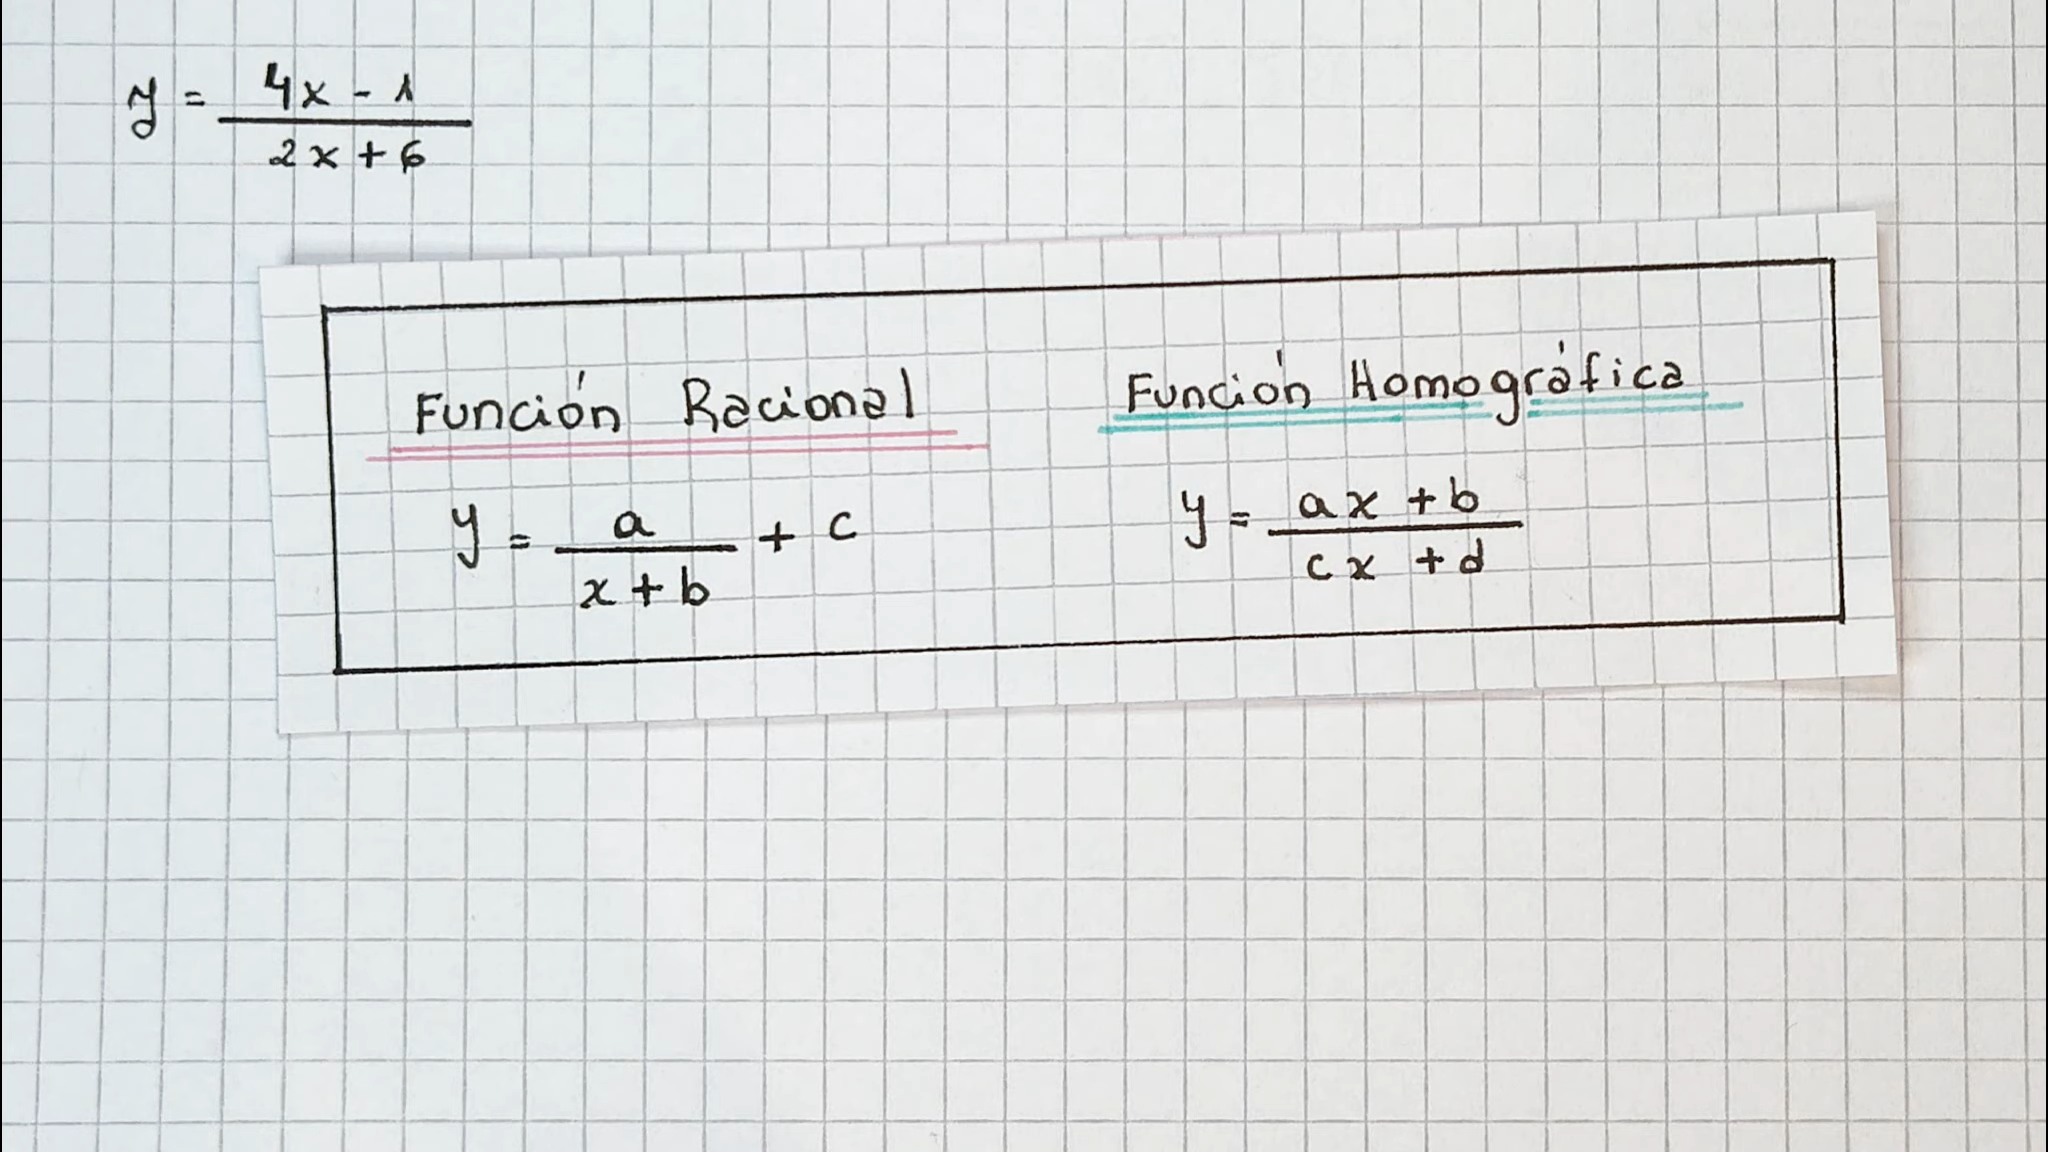 y = 4x - 1
2x + 6
Función Racional
y = a + c
x + b
Función Homográfica
y = ax + b
cx + d